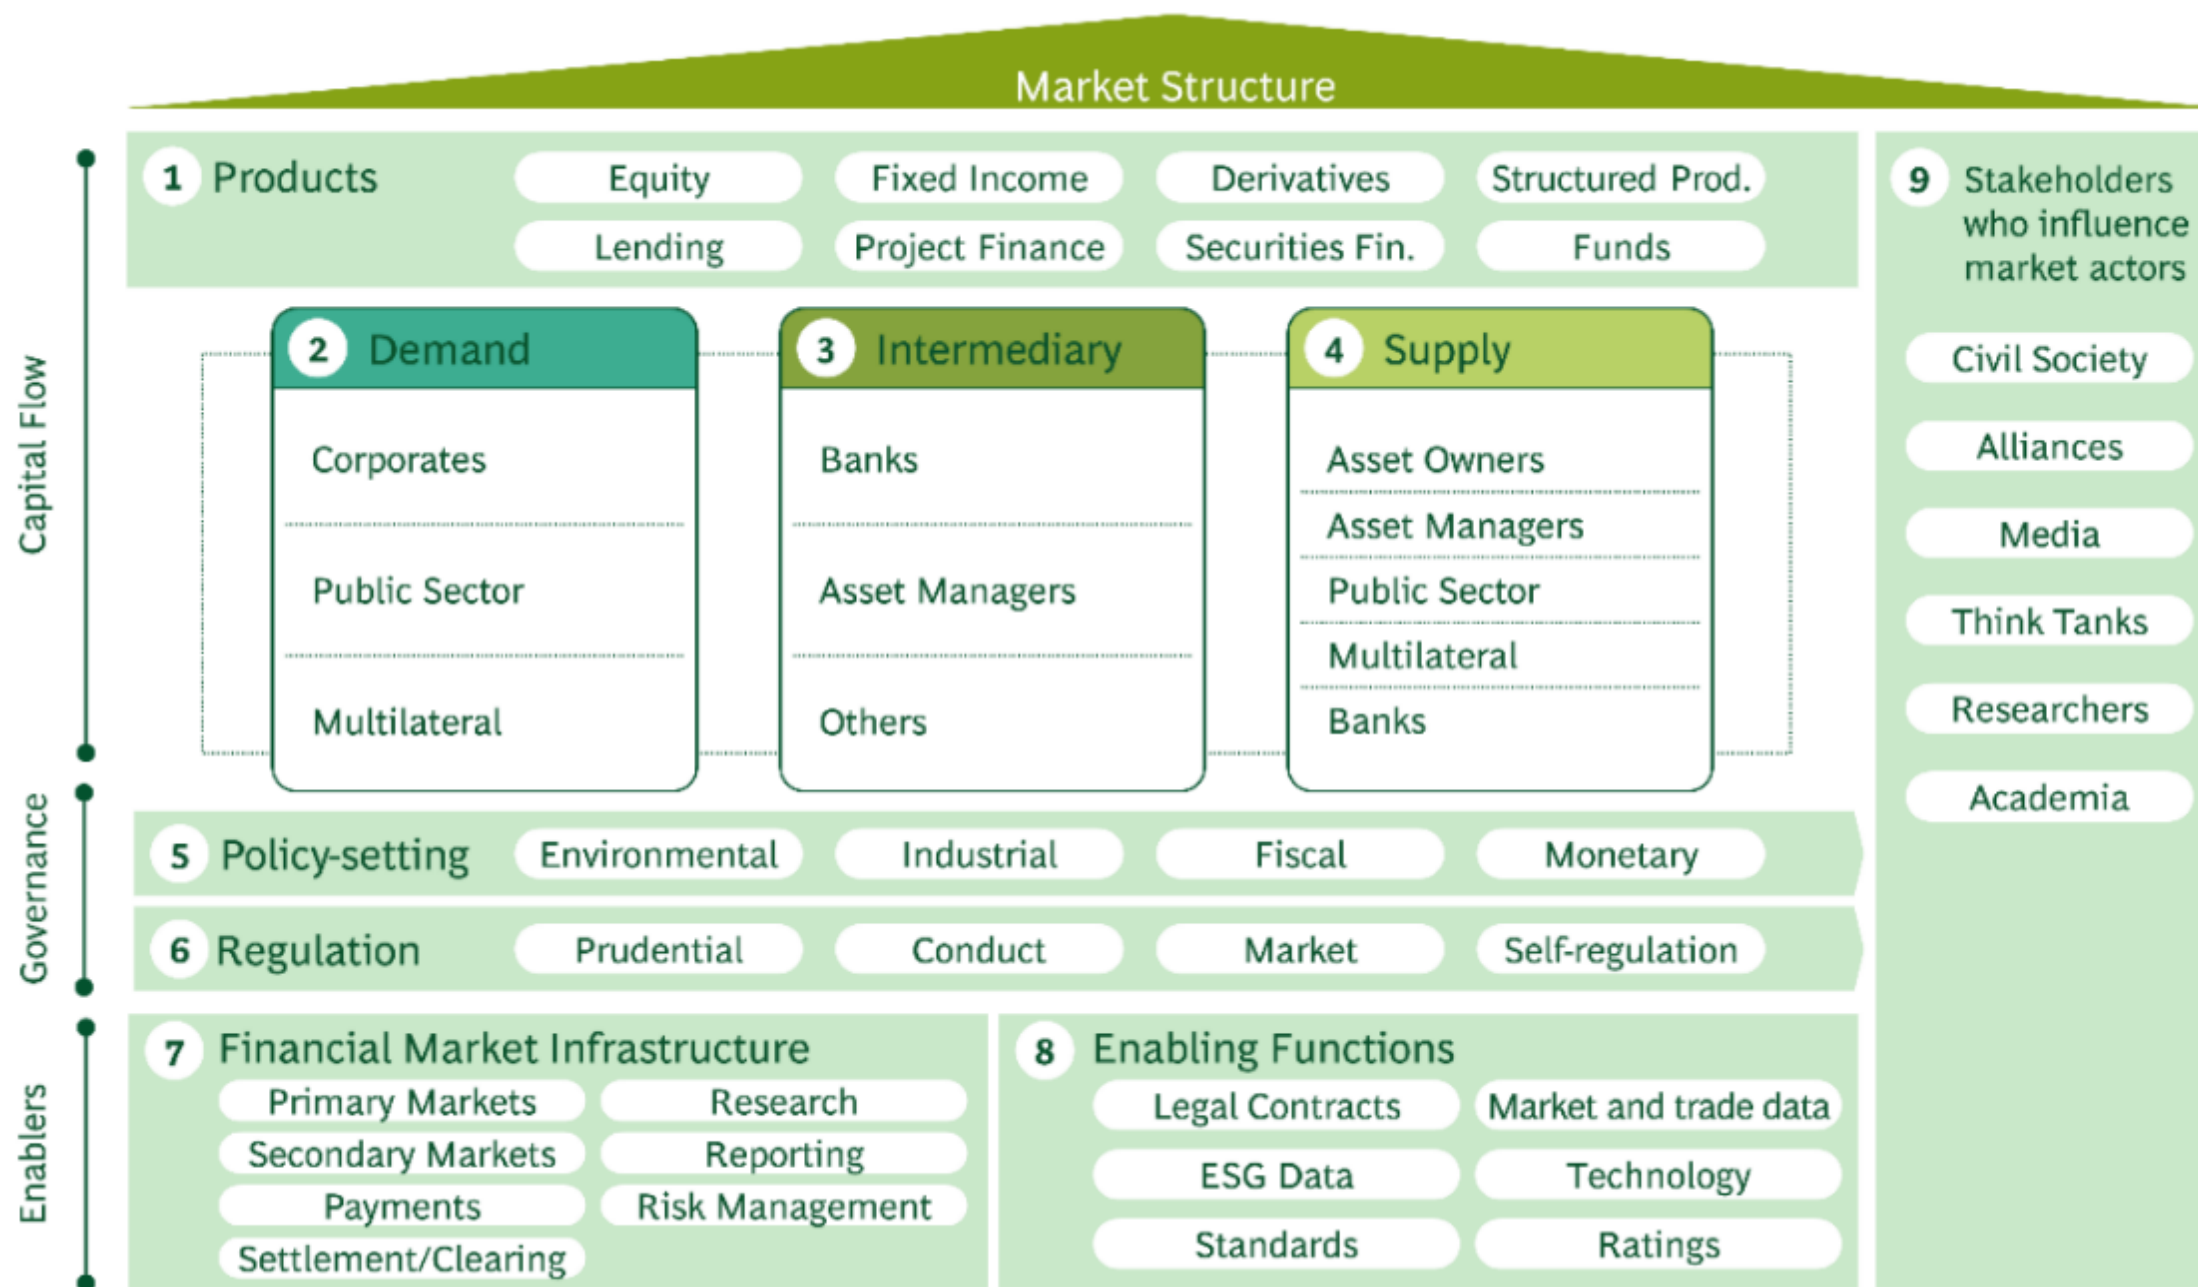 Market Structure
Capital Flow
1 Products
Equity
Fixed Income
Derivatives
Structured Prod.
Lending
Project Finance
Securities Fin.
Funds
2 Demand
Corporates
Public Sector
Multilateral
3 Intermediary
Banks
Asset Managers
Others
4 Supply
Asset Owners
Asset Managers
Public Sector
Multilateral
Banks
Governance
5 Policy-setting
Environmental
Industrial
Fiscal
Monetary
6 Regulation
Prudential
Conduct
Market
Self-regulation
Enablers
7 Financial Market Infrastructure
Primary Markets
Research
Secondary Markets
Reporting
Payments
Risk Management
Settlement/Clearing
8 Enabling Functions
Legal Contracts
Market and trade data
ESG Data
Technology
Standards
Ratings
9 Stakeholders
who influence
market actors
Civil Society
Alliances
Media
Think Tanks
Researchers
Academia